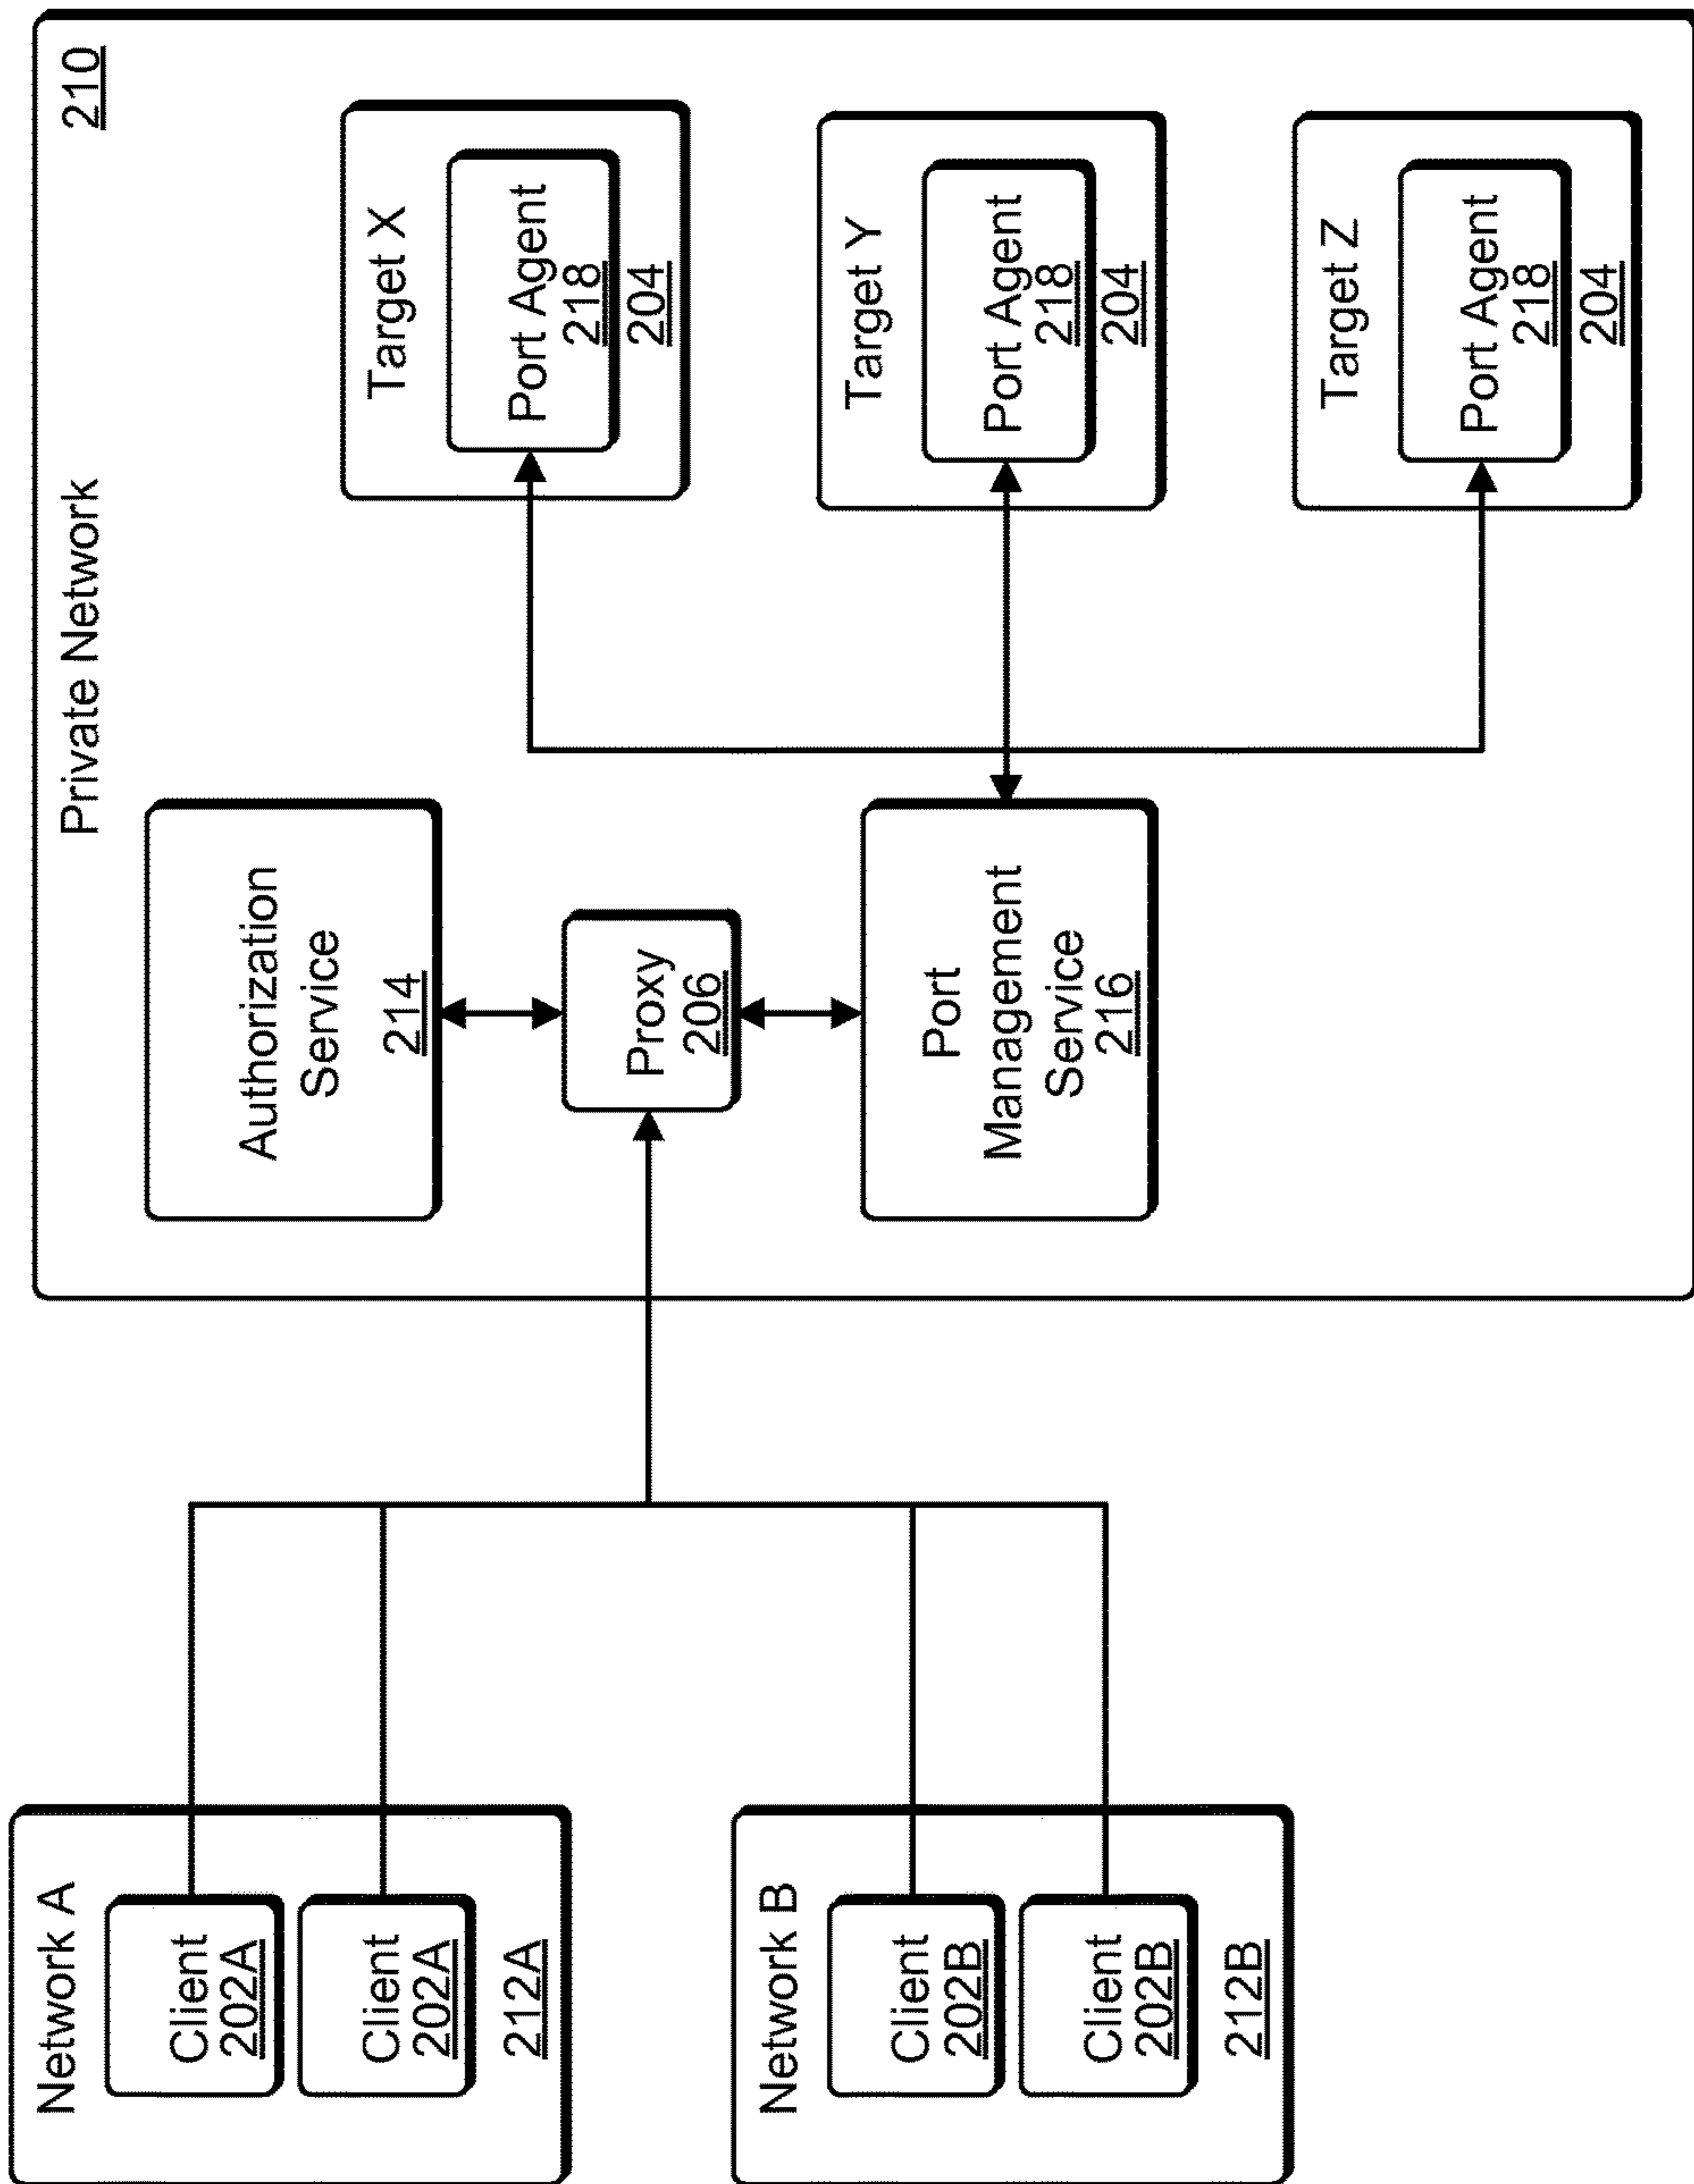 Network A
Client
202A
Client
202A
212A
Network B
Client
202B
Client
202B
212B
Private Network
210
Authorization
Service
214
Proxy
206
Port
Management
Service
216
Target X
Port Agent
218
204
Target Y
Port Agent
218
204
Target Z
Port Agent
218
204